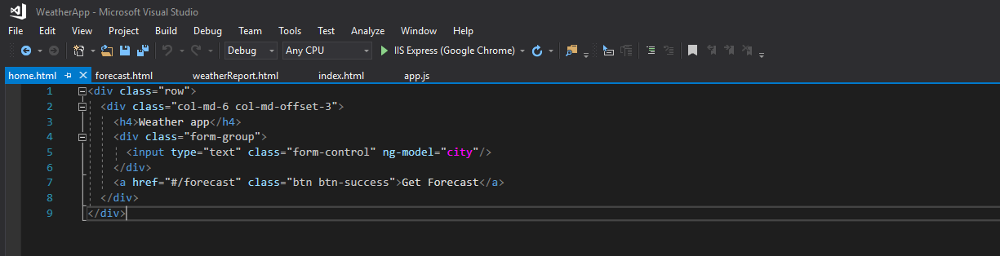 WeatherApp - Microsoft Visual Studio
File Edit View Project Build Debug Team Tools Test Analyze Window Help
Debug Any CPU IIS Express (Google Chrome)
home.html forecast.html weatherReport.html index.html app.js
1 <div class="row">
2 <div class="col-md-6 col-md-offset-3">
3 <h4>Weather app</h4>
4 <div class="form-group">
5 <input type="text" class="form-control" ng-model="city"/>
6 </div>
7 <a href="#/forecast" class="btn btn-success">Get Forecast</a>
8 </div>
9 </div>